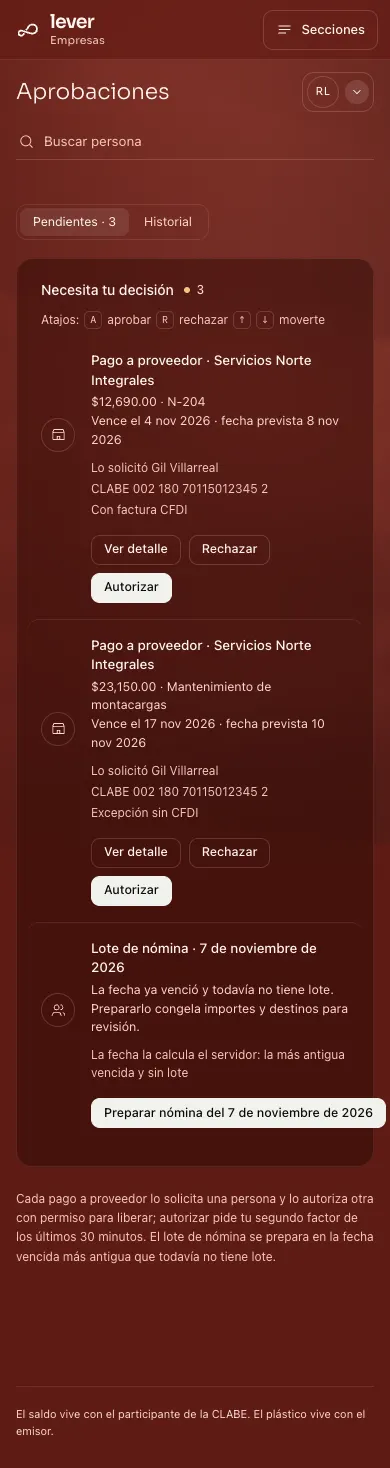 lever
Empresas
Secciones
Aprobaciones
RL
Buscar persona
Pendientes · 3
Historial
Necesita tu decisión • 3
Atajos: A aprobar R rechazar ↑ ↓ moverte
Pago a proveedor · Servicios Norte
Integrales
$12,690.00 · N-204
Vence el 4 nov 2026 · fecha prevista 8 nov
2026
Lo solicitó Gil Villarreal
CLABE 002 180 70115012345 2
Con factura CFDI
Ver detalle
Rechazar
Autorizar
Pago a proveedor · Servicios Norte
Integrales
$23,150.00 · Mantenimiento de
montacargas
Vence el 17 nov 2026 · fecha prevista 10
nov 2026
Lo solicitó Gil Villarreal
CLABE 002 180 70115012345 2
Excepción sin CFDI
Ver detalle
Rechazar
Autorizar
Lote de nómina · 7 de noviembre de
2026
La fecha ya venció y todavía no tiene lote.
Prepararlo congela importes y destinos para
revisión.
La fecha la calcula el servidor: la más antigua
vencida y sin lote
Preparar nómina del 7 de noviembre de 2026
Cada pago a proveedor lo solicita una persona y lo autoriza otra
con permiso para liberar; autorizar pide tu segundo factor de
los últimos 30 minutos. El lote de nómina se prepara en la fecha
vencida más antigua que todavía no tiene lote.
El saldo vive con el participante de la CLABE. El plástico vive con el
emisor.